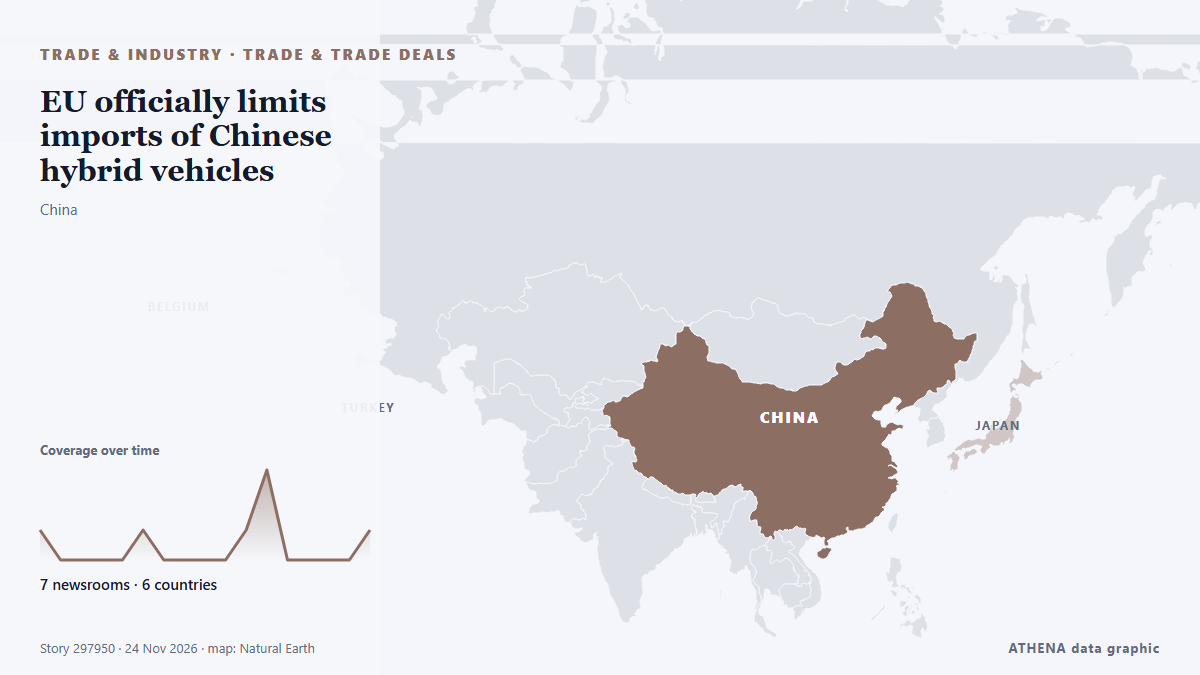 TRADE & INDUSTRY · TRADE & TRADE DEALS
EU officially limits
imports of Chinese
hybrid vehicles
China
BELGIUM
TURKEY
CHINA
JAPAN
Coverage over time
7 newsrooms · 6 countries
Story 297950 · 24 Nov 2026 · map: Natural Earth
ATHENA data graphic